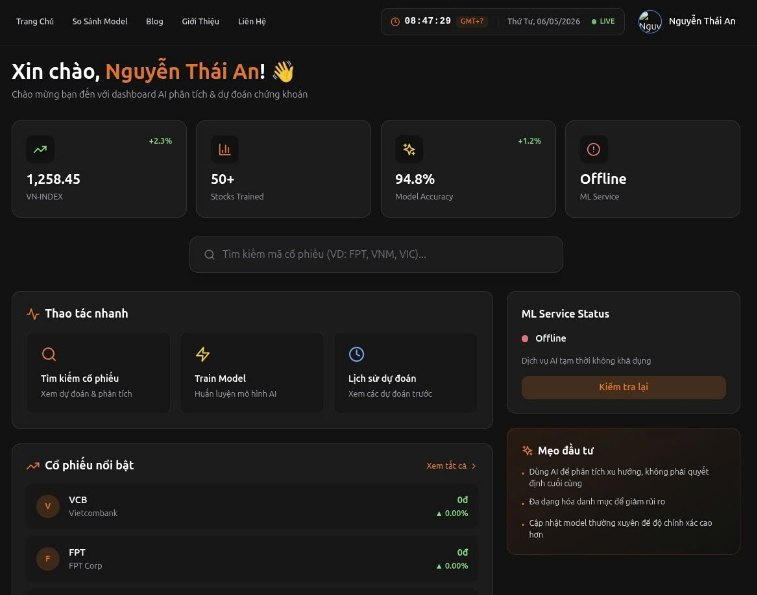 Trang Chủ So Sánh Model Blog Giới Thiệu Liên Hệ
08:47:29 GMT+7 Thứ Tư, 06/05/2026 LIVE
Nguyễn Thái An
Xin chào, Nguyễn Thái An! 👋
Chào mừng bạn đến với dashboard AI phân tích & dự đoán chứng khoán
+2.3%
1,258.45
VN-INDEX
50+
Stocks Trained
+1.2%
94.8%
Model Accuracy
Offline
ML Service
Tìm kiếm mã cổ phiếu (VD: FPT, VNM, VIC)...
Thao tác nhanh
Tìm kiếm cổ phiếu
Xem dự đoán & phân tích
Train Model
Huấn luyện mô hình AI
Lịch sử dự đoán
Xem các dự đoán trước
Cổ phiếu nổi bật
Xem tất cả
V
VCB
Vietcombank
0đ
▲ 0.00%
F
FPT
FPT Corp
0đ
▲ 0.00%
ML Service Status
Offline
Dịch vụ AI tạm thời không khả dụng
Kiểm tra lại
Mẹo đầu tư
• Dùng AI để phân tích xu hướng, không phải quyết
định cuối cùng
• Đa dạng hóa danh mục để giảm rủi ro
• Cập nhật model thường xuyên để độ chính xác cao
hơn